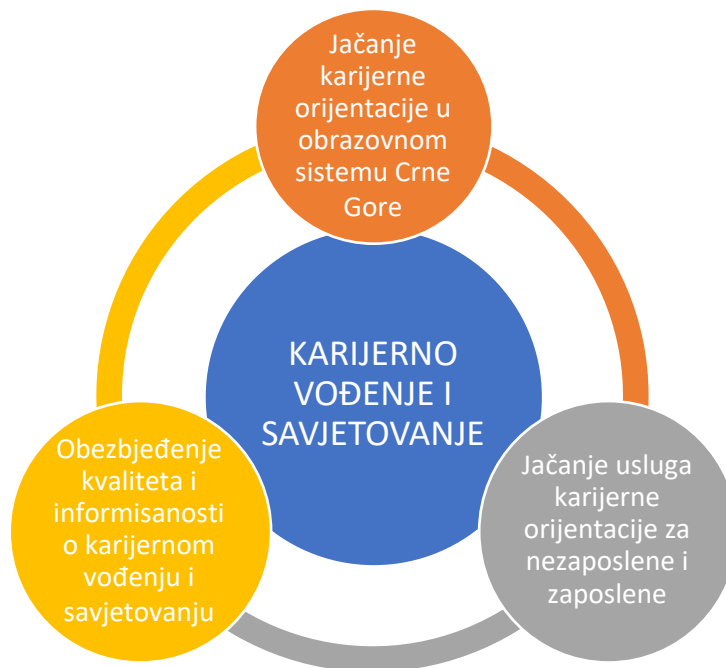 Jačanje
karijerne
orijentacije u
obrazovnom
sistemu Crne
Gore
KARIJERNO
VOĐENJE I
SAVJETOVANJE
Obezbjeđenje
kvaliteta i
informisanosti
o karijernom
vođenju i
savjetovanju
Jačanje usluga
karijerne
orijentacije za
nezaposlene i
zaposlene